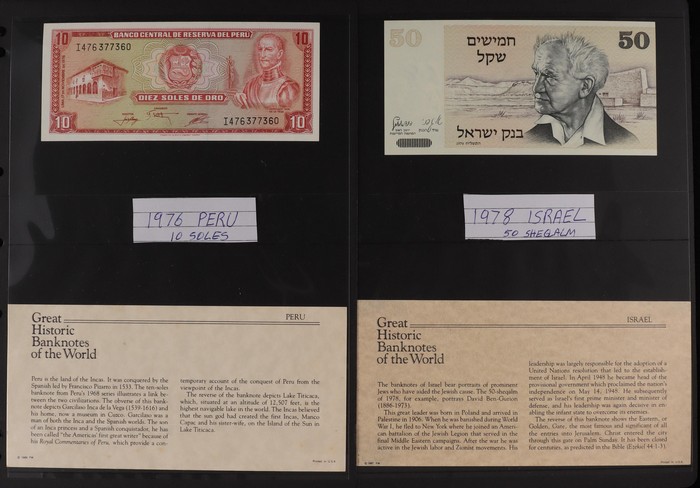 BANCO CENTRAL DE RESERVA DEL PERU
10
10
I476377360
DIEZ SOLES DE ORO
10
I476377360
10
50
חמישים
שקל
50
בנק ישראל
1976 PERU
10 SOLES
1978 ISRAEL
50 SHEQALM
Great
Historic
Banknotes
of the World
PERU
Peru is the land of the Incas. It was conquered by the
Spanish led by Francisco Pizarro in 1533. The ten-soles
banknote from Peru's 1968 series illustrates a link be-
tween the two civilizations. The obverse of this bank-
note depicts Garcilaso Inca de la Vega (1539-1616) and
his home, now a museum in Cuzco. Garcilaso was a
man of both the Inca and the Spanish worlds. The son
of an Inca princess and a Spanish conquistador, he has
been called "the Americas' first great writer" because of
his Royal Commentaries of Peru, which provide a con-
temporary account of the conquest of Peru from the
viewpoint of the Incas.
The reverse of the banknote depicts Lake Titicaca,
which, situated at an altitude of 12,507 feet, is the
highest navigable lake in the world. The Incas believed
that the sun god had created the first Incas, Manco
Capac and his sister-wife, on the Island of the Sun in
Lake Titicaca.
Great
Historic
Banknotes
of the World
ISRAEL
The banknotes of Israel bear portraits of prominent
Jews who have aided the Jewish cause. The 50-sheqalim
of 1978, for example, portrays David Ben-Gurion
(1886-1973).
This great leader was born in Poland and arrived in
Palestine in 1906. When he was banished during World
War I, he fled to New York where he joined an Ameri-
can battalion of the Jewish Legion that served in the
final Middle Eastern campaigns. After the war he was
active in the Jewish labor and Zionist movements. His
leadership was largely responsible for the adoption of a
United Nations resolution that led to the establish-
ment of Israel. In April 1948 he became head of the
provisional government which proclaimed the nation's
independence on May 14, 1948. He subsequently
served as Israel's first prime minister and minister of
defense, and his leadership was again decisive in en-
abling the infant state to overcome its enemies.
The reverse of this banknote shows the Eastern, or
Golden, Gate, the most famous and significant of all
the entries into Jerusalem. Christ entered the city
through this gate on Palm Sunday. It has been closed
for centuries, as predicted in the Bible (Ezekiel 44:1-3).